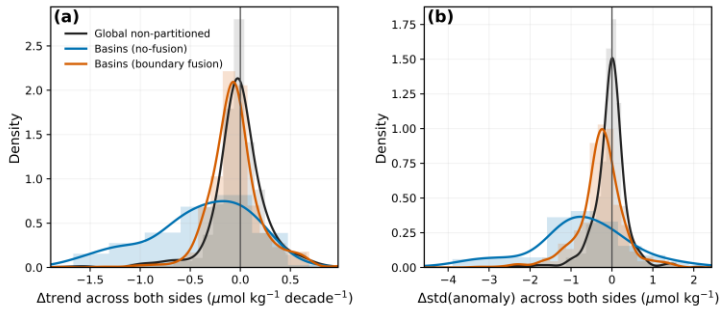 (a)
Global non-partitioned
Basins (no-fusion)
Basins (boundary fusion)
Density
2.5
2.0
1.5
1.0
0.5
0.0
−1.5 −1.0 −0.5 0.0 0.5
Δtrend across both sides (μmol kg⁻¹ decade⁻¹)
(b)
Density
1.75
1.50
1.25
1.00
0.75
0.50
0.25
0.00
−4 −3 −2 −1 0 1 2
Δstd(anomaly) across both sides (μmol kg⁻¹)